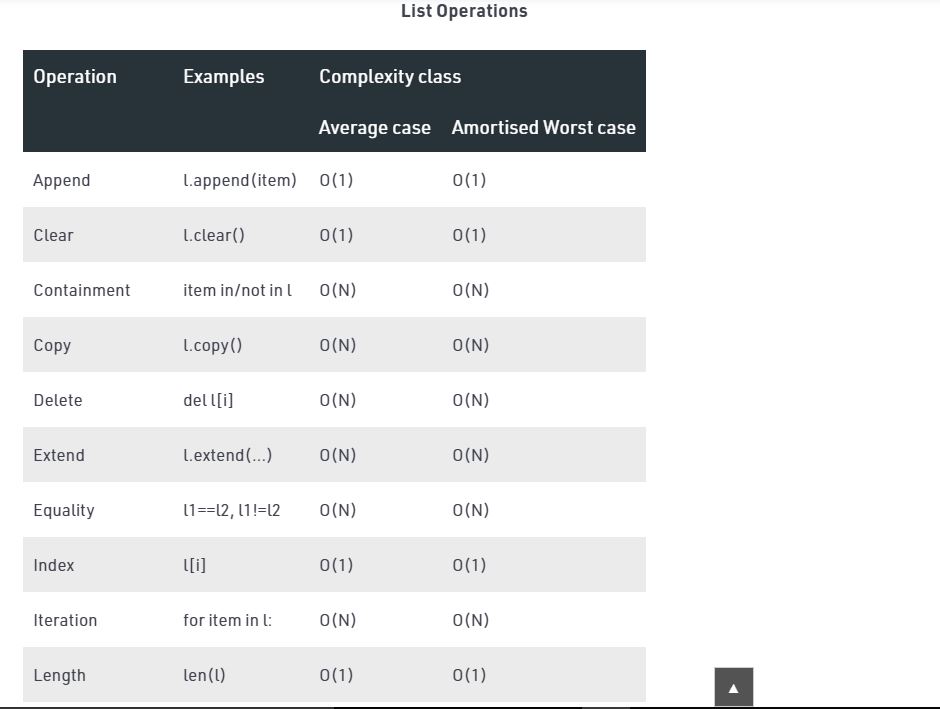 List Operations
Operation Examples Complexity class
Average case Amortised Worst case
Append l.append(item) O(1) O(1)
Clear l.clear() O(1) O(1)
Containment item in/not in l O(N) O(N)
Copy l.copy() O(N) O(N)
Delete del l[i] O(N) O(N)
Extend l.extend(...) O(N) O(N)
Equality l1==l2, l1!=l2 O(N) O(N)
Index l[i] O(1) O(1)
Iteration for item in l: O(N) O(N)
Length len(l) O(1) O(1)